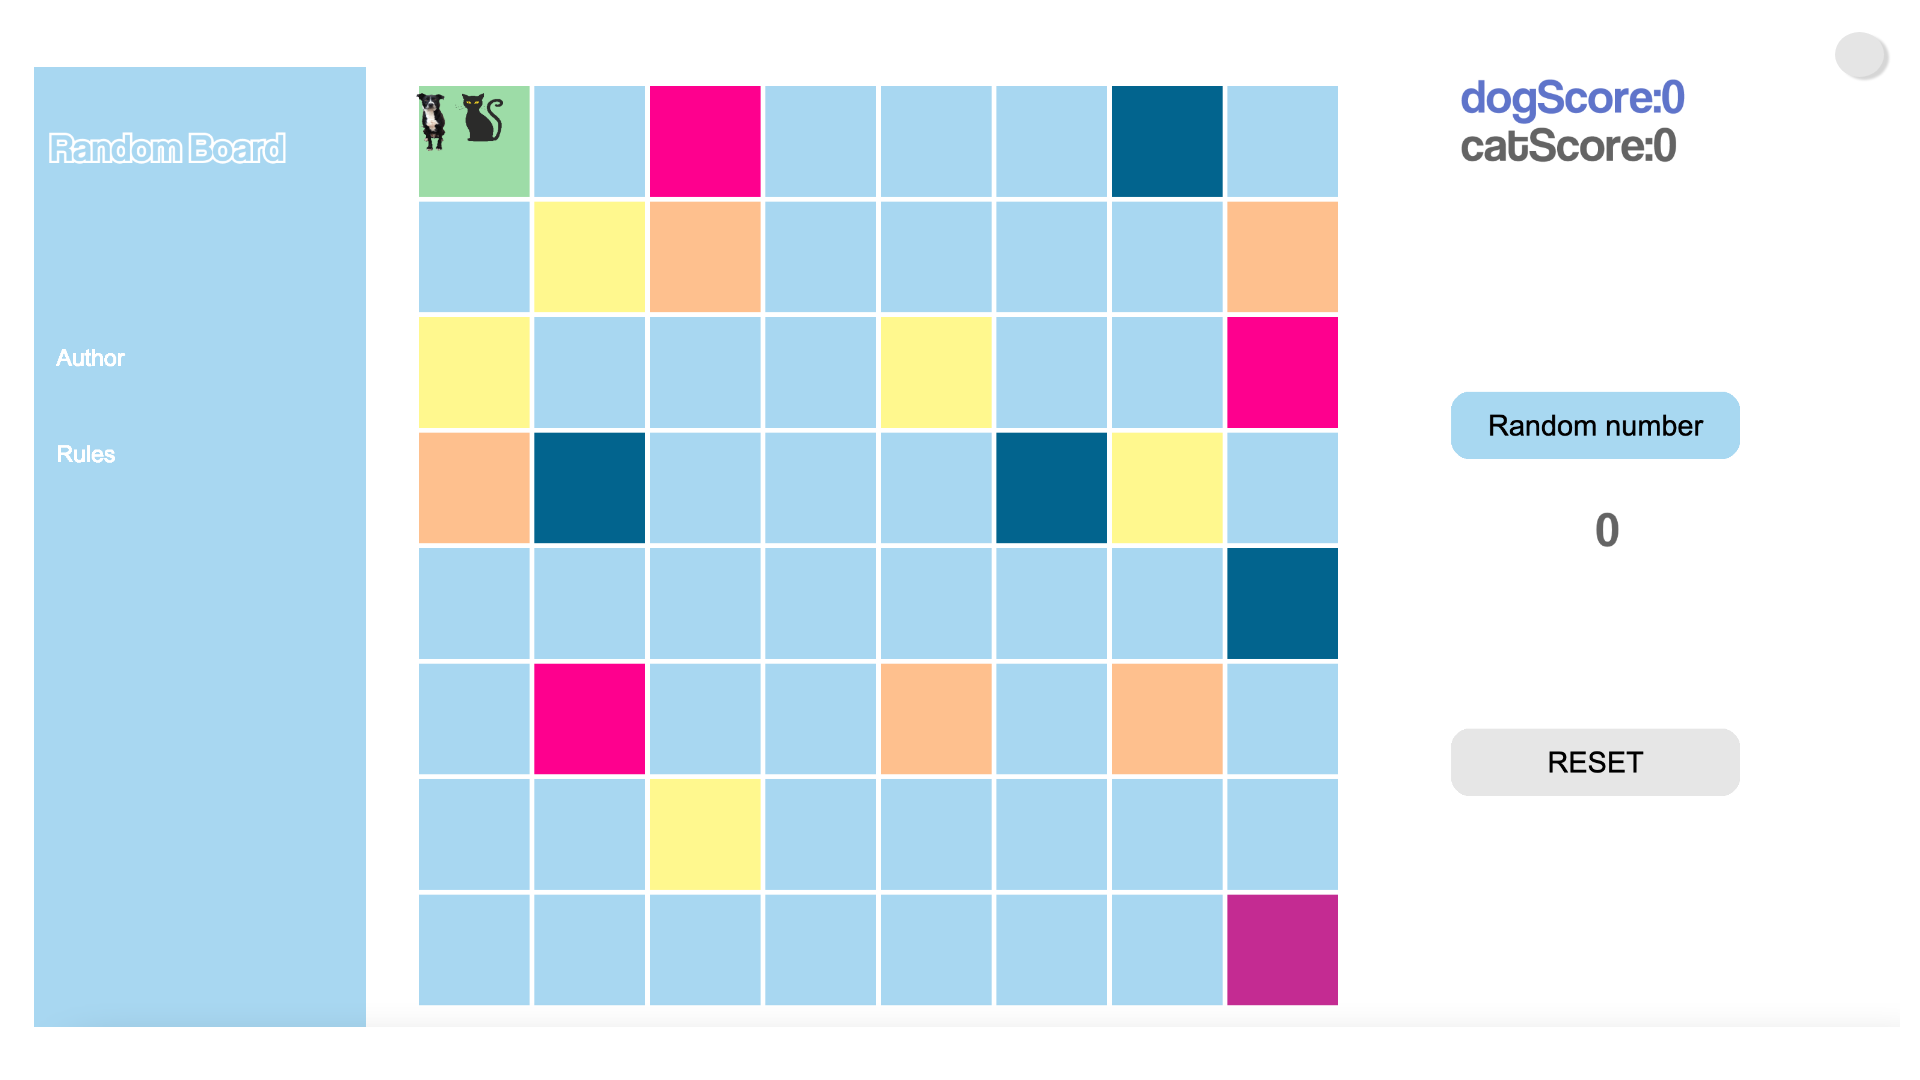 Random Board
Author
Rules
dogScore:0
catScore:0
Random number
0
RESET